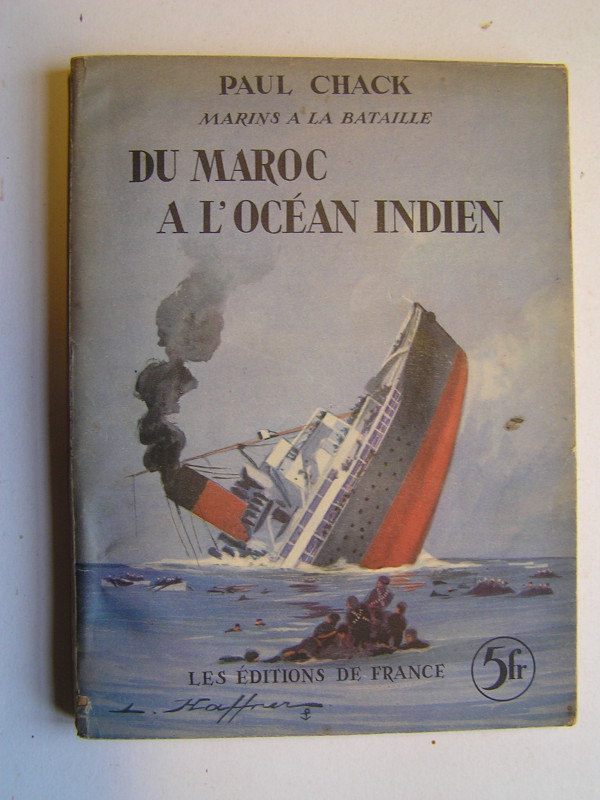 PAUL CHACK
MARINS A LA BATAILLE
DU MAROC
A L'OCÉAN INDIEN
LES ÉDITIONS DE FRANCE
5fr
L. Haffner